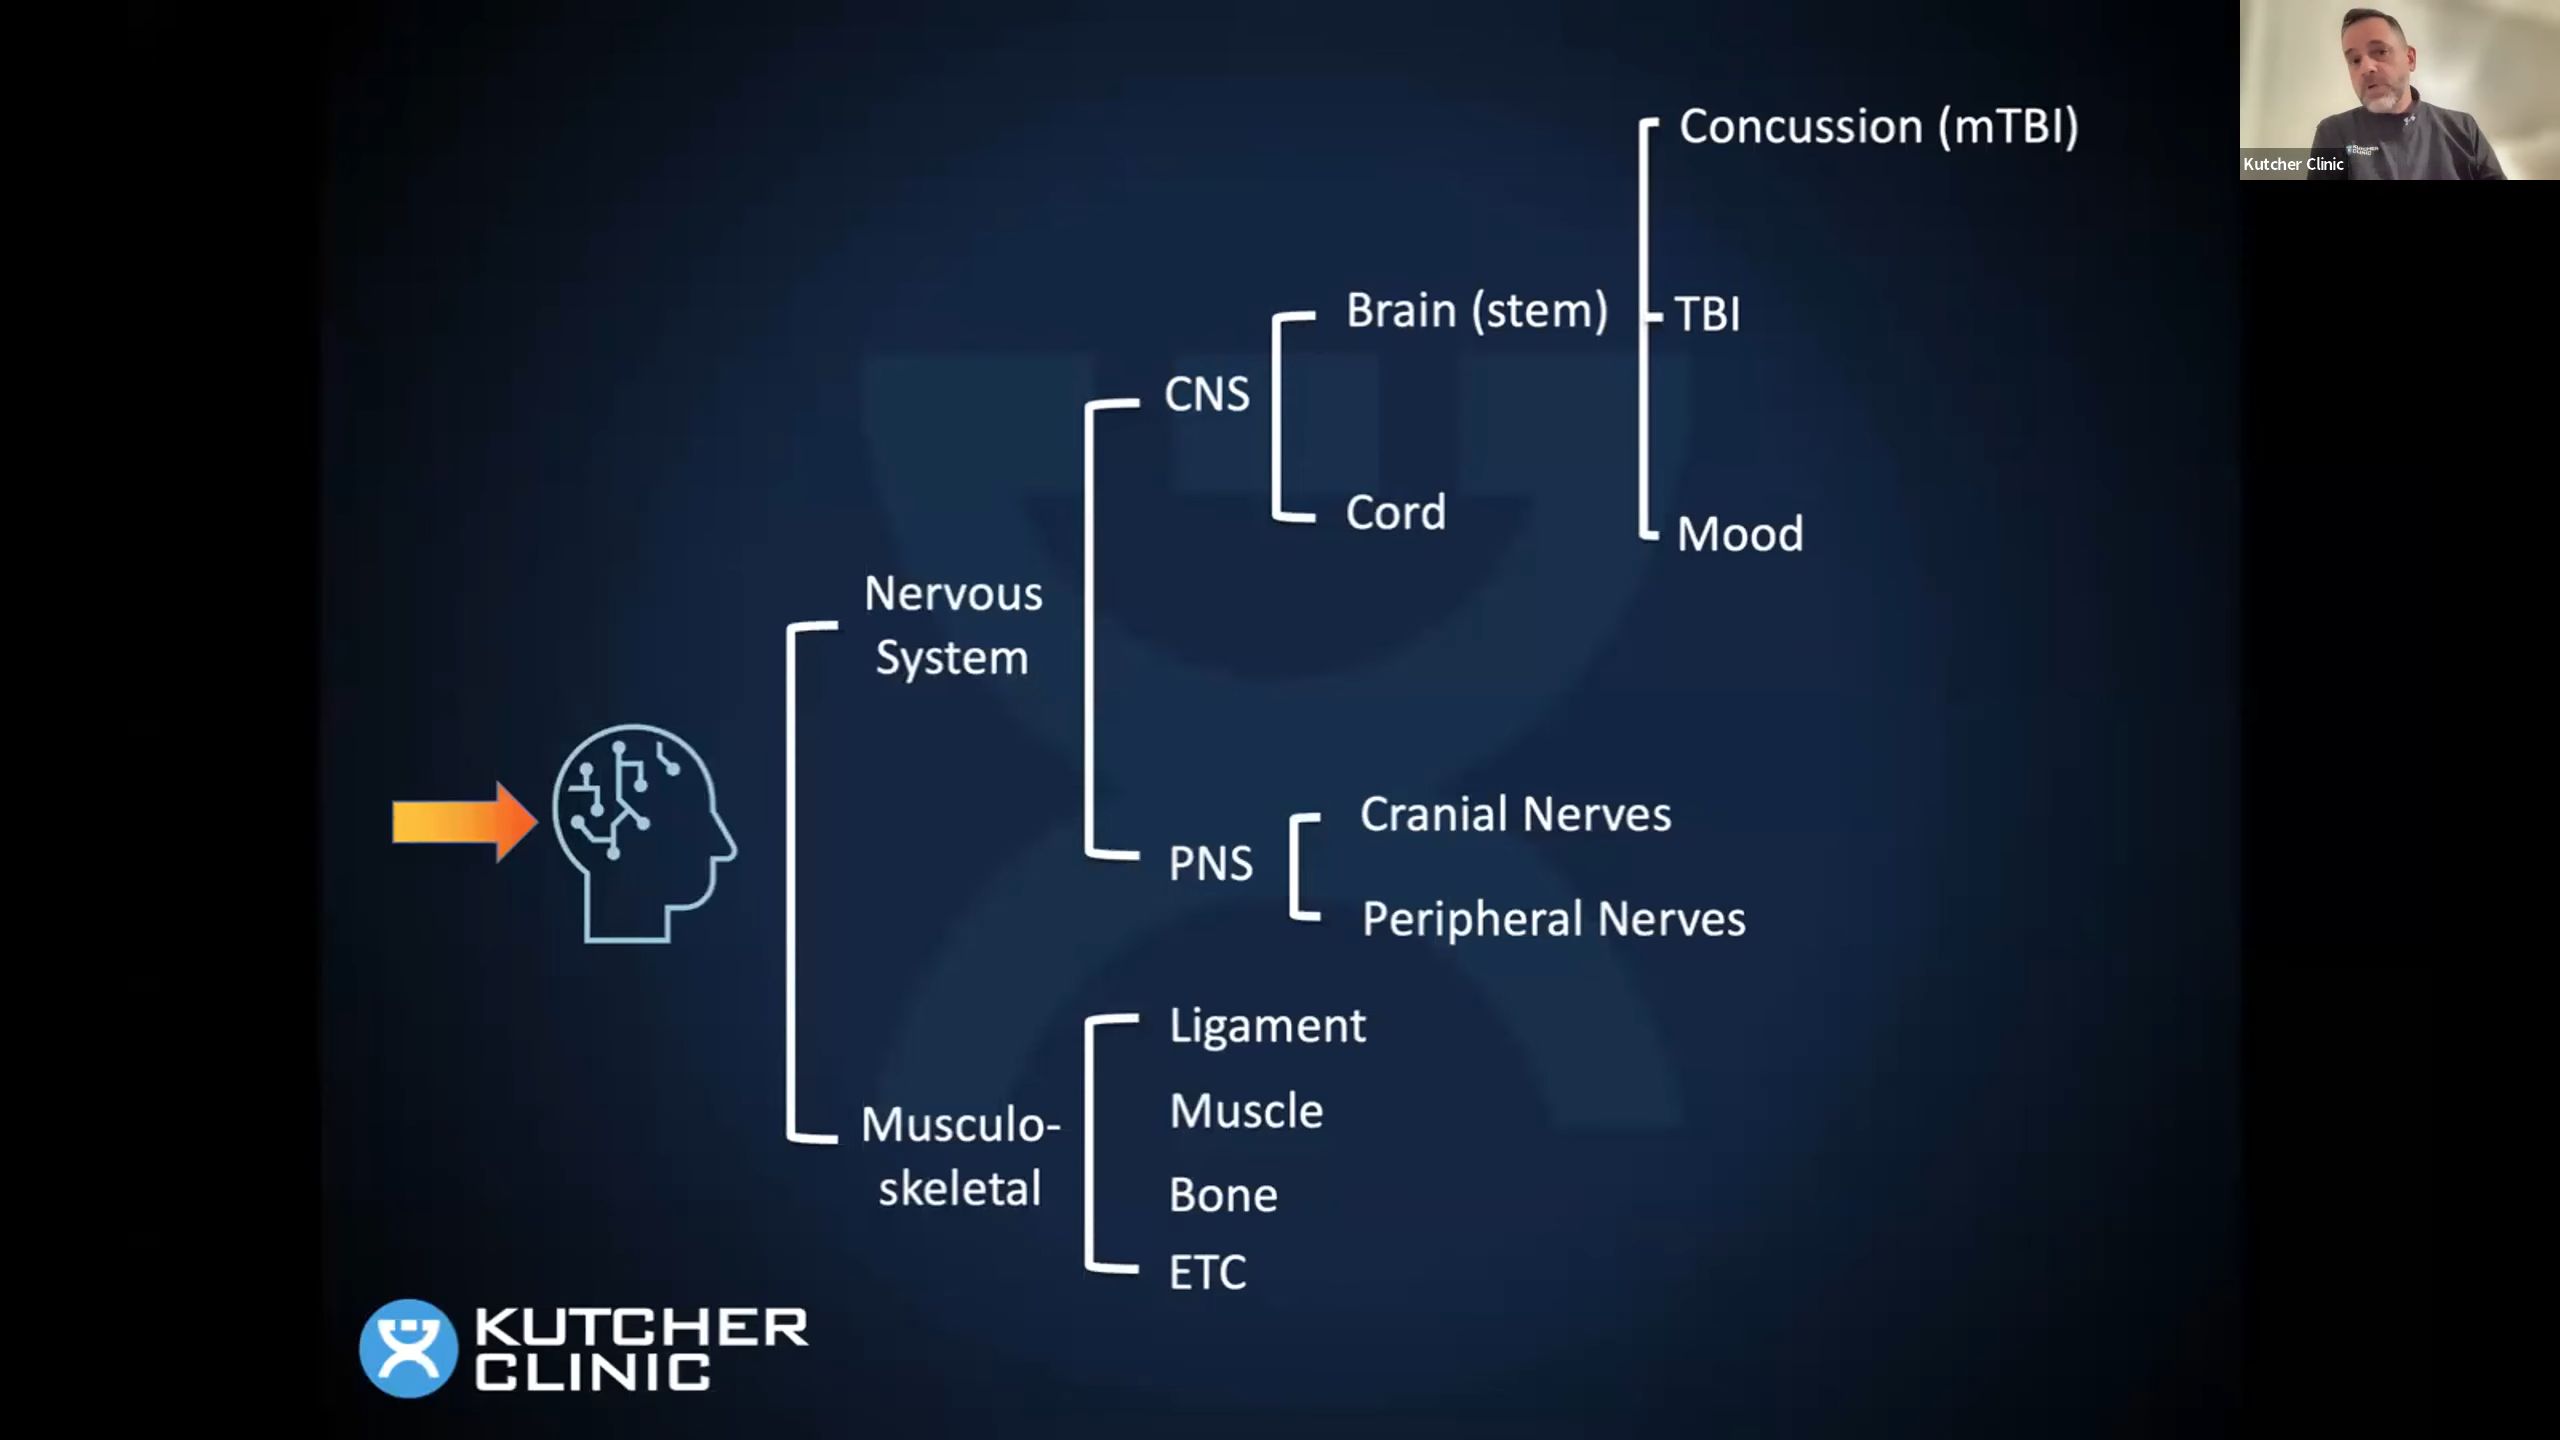 Concussion (mTBI)
Kutcher Clinic
Brain (stem)
TBI
CNS
Cord
Mood
Nervous
System
Cranial Nerves
PNS
Peripheral Nerves
Ligament
Musculo-
skeletal
Muscle
Bone
ETC
KUTCHER
CLINIC